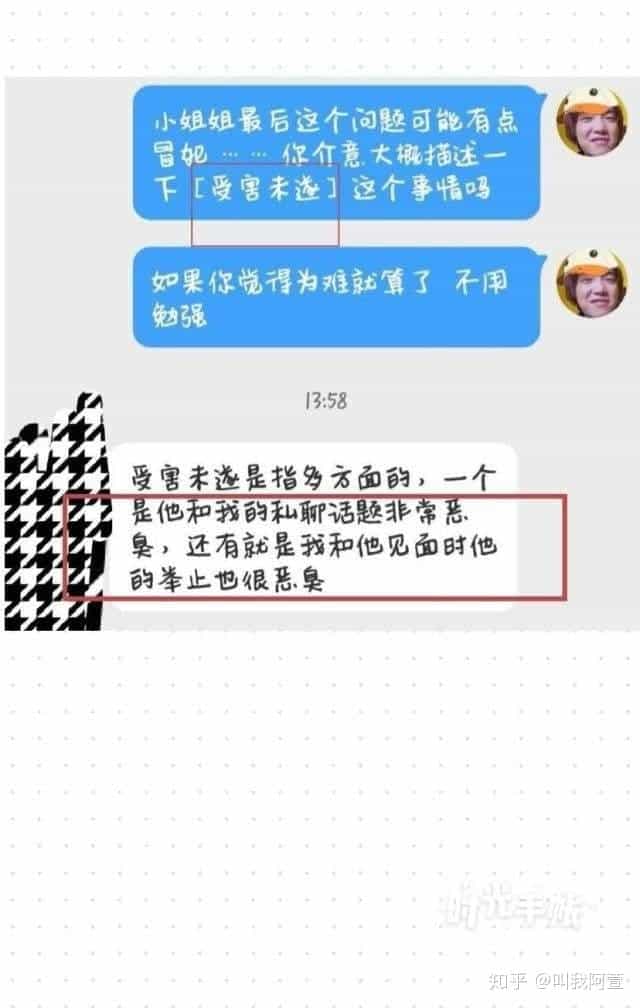 小姐姐最后这个问题可能有点
冒犯……你介意大概描述一
下[受害未遂]这个事情吗
如果你觉得为难就算了 不用
勉强
13:58
受害未遂是指多方面的，一个
是他和我的私聊话题非常恶
臭，还有就是我和他见面时他
的举止也很恶臭
时光手帐
知乎 @叫我阿壹